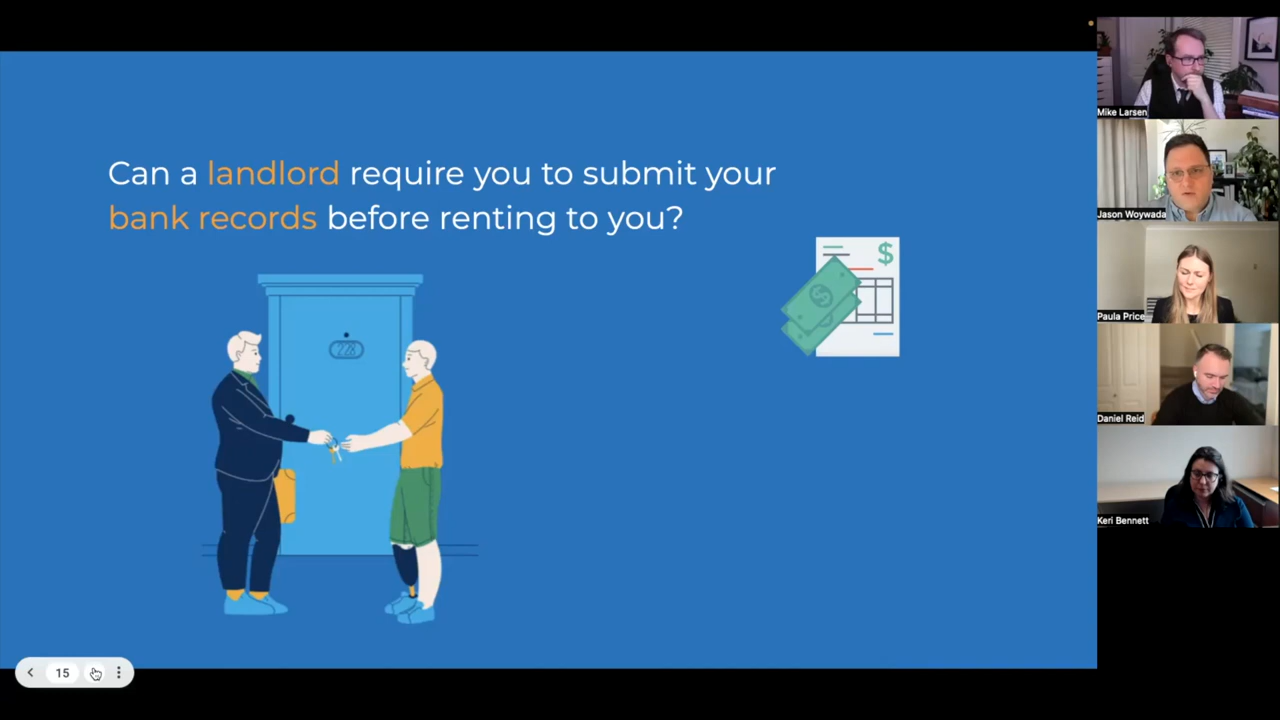 Can a landlord require you to submit your
bank records before renting to you?
$
228
15
Mike Larsen
Jason Woywada
Paula Price
Daniel Reid
Keri Bennett